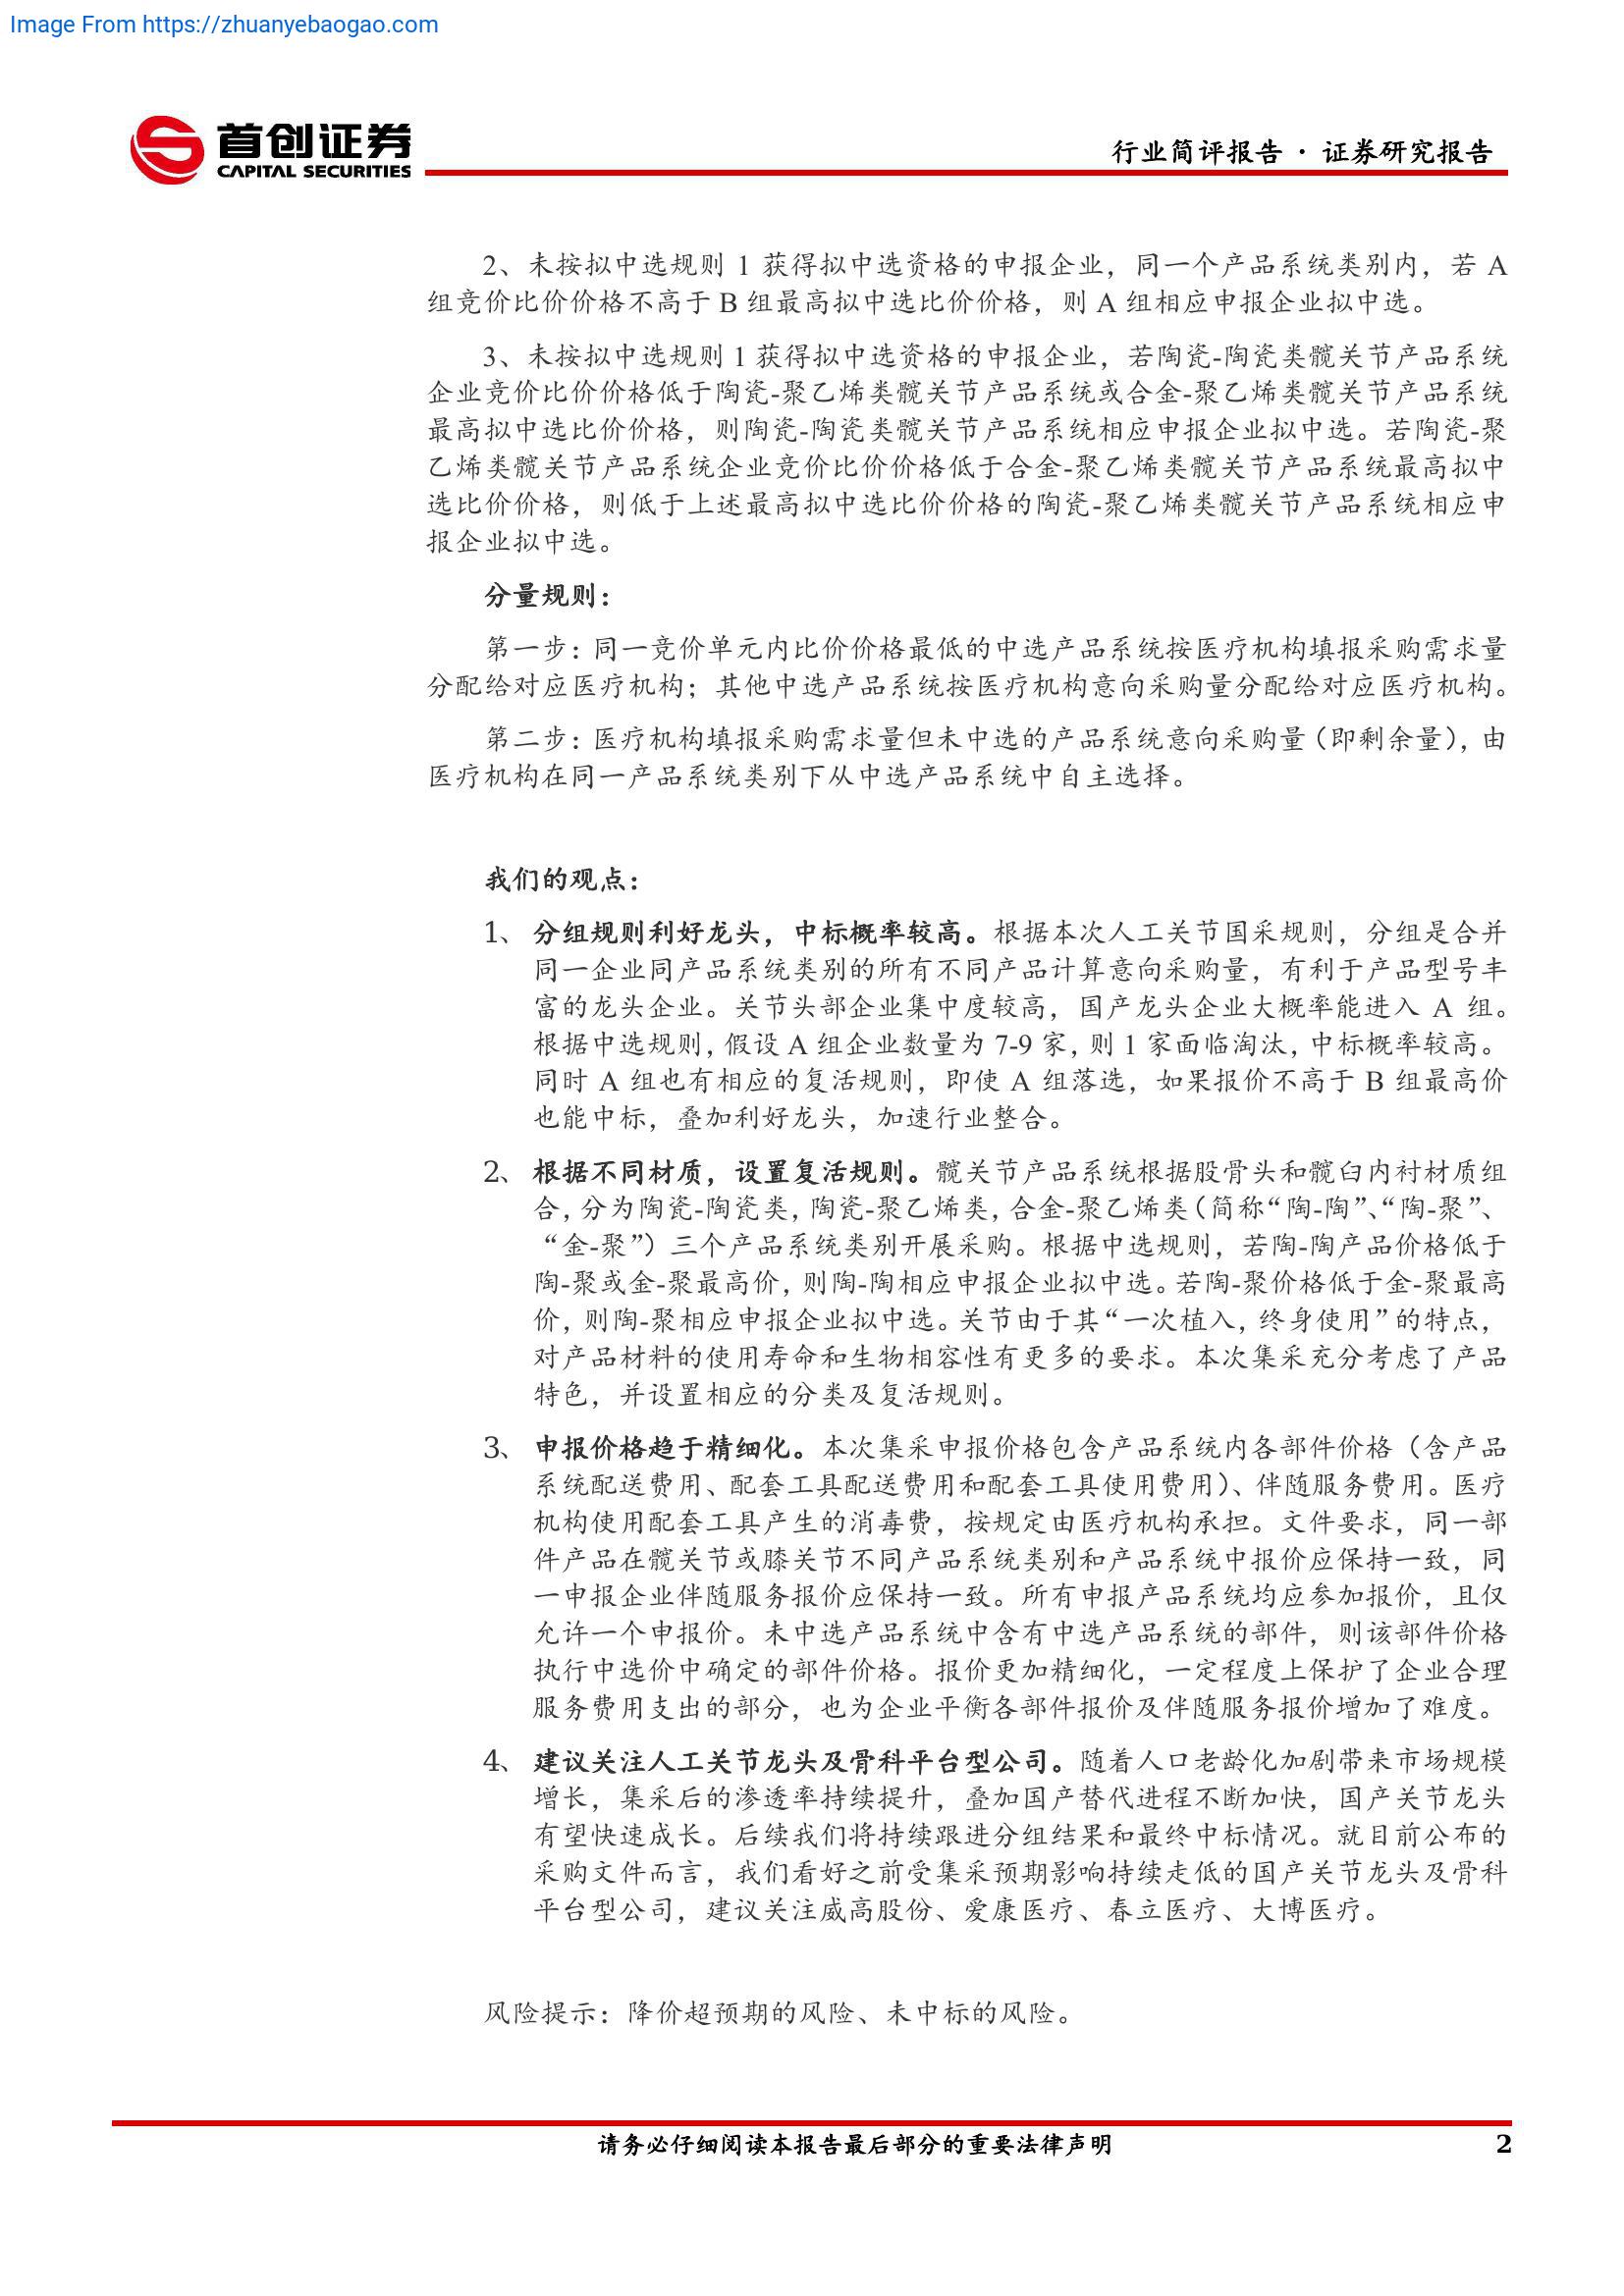 Image From https://zhuanyebaogao.com
首创证券
CAPITAL SECURITIES
行业简评报告 · 证券研究报告
2、未按拟中选规则 1 获得拟中选资格的申报企业，同一个产品系统类别内，若 A
组竞价比价价格不高于 B 组最高拟中选比价价格，则 A 组相应申报企业拟中选。
3、未按拟中选规则 1 获得拟中选资格的申报企业，若陶瓷-陶瓷类髋关节产品系统
企业竞价比价价格低于陶瓷-聚乙烯类髋关节产品系统或合金-聚乙烯类髋关节产品系统
最高拟中选比价价格，则陶瓷-陶瓷类髋关节产品系统相应申报企业拟中选。若陶瓷-聚
乙烯类髋关节产品系统企业竞价比价价格低于合金-聚乙烯类髋关节产品系统最高拟中
选比价价格，则低于上述最高拟中选比价价格的陶瓷-聚乙烯类髋关节产品系统相应申
报企业拟中选。
分量规则：
第一步：同一竞价单元内比价价格最低的中选产品系统按医疗机构填报采购需求量
分配给对应医疗机构；其他中选产品系统按医疗机构意向采购量分配给对应医疗机构。
第二步：医疗机构填报采购需求量但未中选的产品系统意向采购量（即剩余量），由
医疗机构在同一产品系统类别下从中选产品系统中自主选择。
我们的观点：
1、 分组规则利好龙头，中标概率较高。根据本次人工关节国采规则，分组是合并
同一企业同产品系统类别的所有不同产品计算意向采购量，有利于产品型号丰
富的龙头企业。关节头部企业集中度较高，国产龙头企业大概率能进入 A 组。
根据中选规则，假设 A 组企业数量为 7-9 家，则 1 家面临淘汰，中标概率较高。
同时 A 组也有相应的复活规则，即使 A 组落选，如果报价不高于 B 组最高价
也能中标，叠加利好龙头，加速行业整合。
2、 根据不同材质，设置复活规则。髋关节产品系统根据股骨头和髋臼内衬材质组
合，分为陶瓷-陶瓷类，陶瓷-聚乙烯类，合金-聚乙烯类（简称“陶-陶”、“陶-聚”、
“金-聚”）三个产品系统类别开展采购。根据中选规则，若陶-陶产品价格低于
陶-聚或金-聚最高价，则陶-陶相应申报企业拟中选。若陶-聚价格低于金-聚最高
价，则陶-聚相应申报企业拟中选。关节由于其“一次植入，终身使用”的特点，
对产品材料的使用寿命和生物相容性有更多的要求。本次集采充分考虑了产品
特色，并设置相应的分类及复活规则。
3、 申报价格趋于精细化。本次集采申报价格包含产品系统内各部件价格（含产品
系统配送费用、配套工具配送费用和配套工具使用费用）、伴随服务费用。医疗
机构使用配套工具产生的消毒费，按规定由医疗机构承担。文件要求，同一部
件产品在髋关节或膝关节不同产品系统类别和产品系统中报价应保持一致，同
一申报企业伴随服务报价应保持一致。所有申报产品系统均应参加报价，且仅
允许一个申报价。未中选产品系统中含有中选产品系统的部件，则该部件价格
执行中选价中确定的部件价格。报价更加精细化，一定程度上保护了企业合理
服务费用支出的部分，也为企业平衡各部件报价及伴随服务报价增加了难度。
4、 建议关注人工关节龙头及骨科平台型公司。随着人口老龄化加剧带来市场规模
增长，集采后的渗透率持续提升，叠加国产替代进程不断加快，国产关节龙头
有望快速成长。后续我们将持续跟进分组结果和最终中标情况。就目前公布的
采购文件而言，我们看好之前受集采预期影响持续走低的国产关节龙头及骨科
平台型公司，建议关注威高股份、爱康医疗、春立医疗、大博医疗。
风险提示：降价超预期的风险、未中标的风险。
请务必仔细阅读本报告最后部分的重要法律声明
2